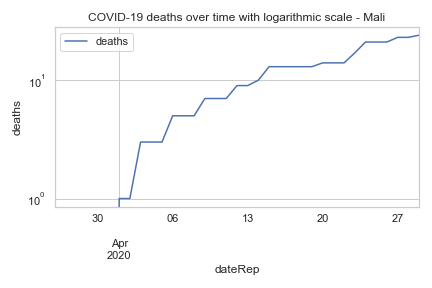 COVID-19 deaths over time with logarithmic scale - Mali
deaths
deaths
10¹
10⁰
30
06
13
20
27
Apr
2020
dateRep